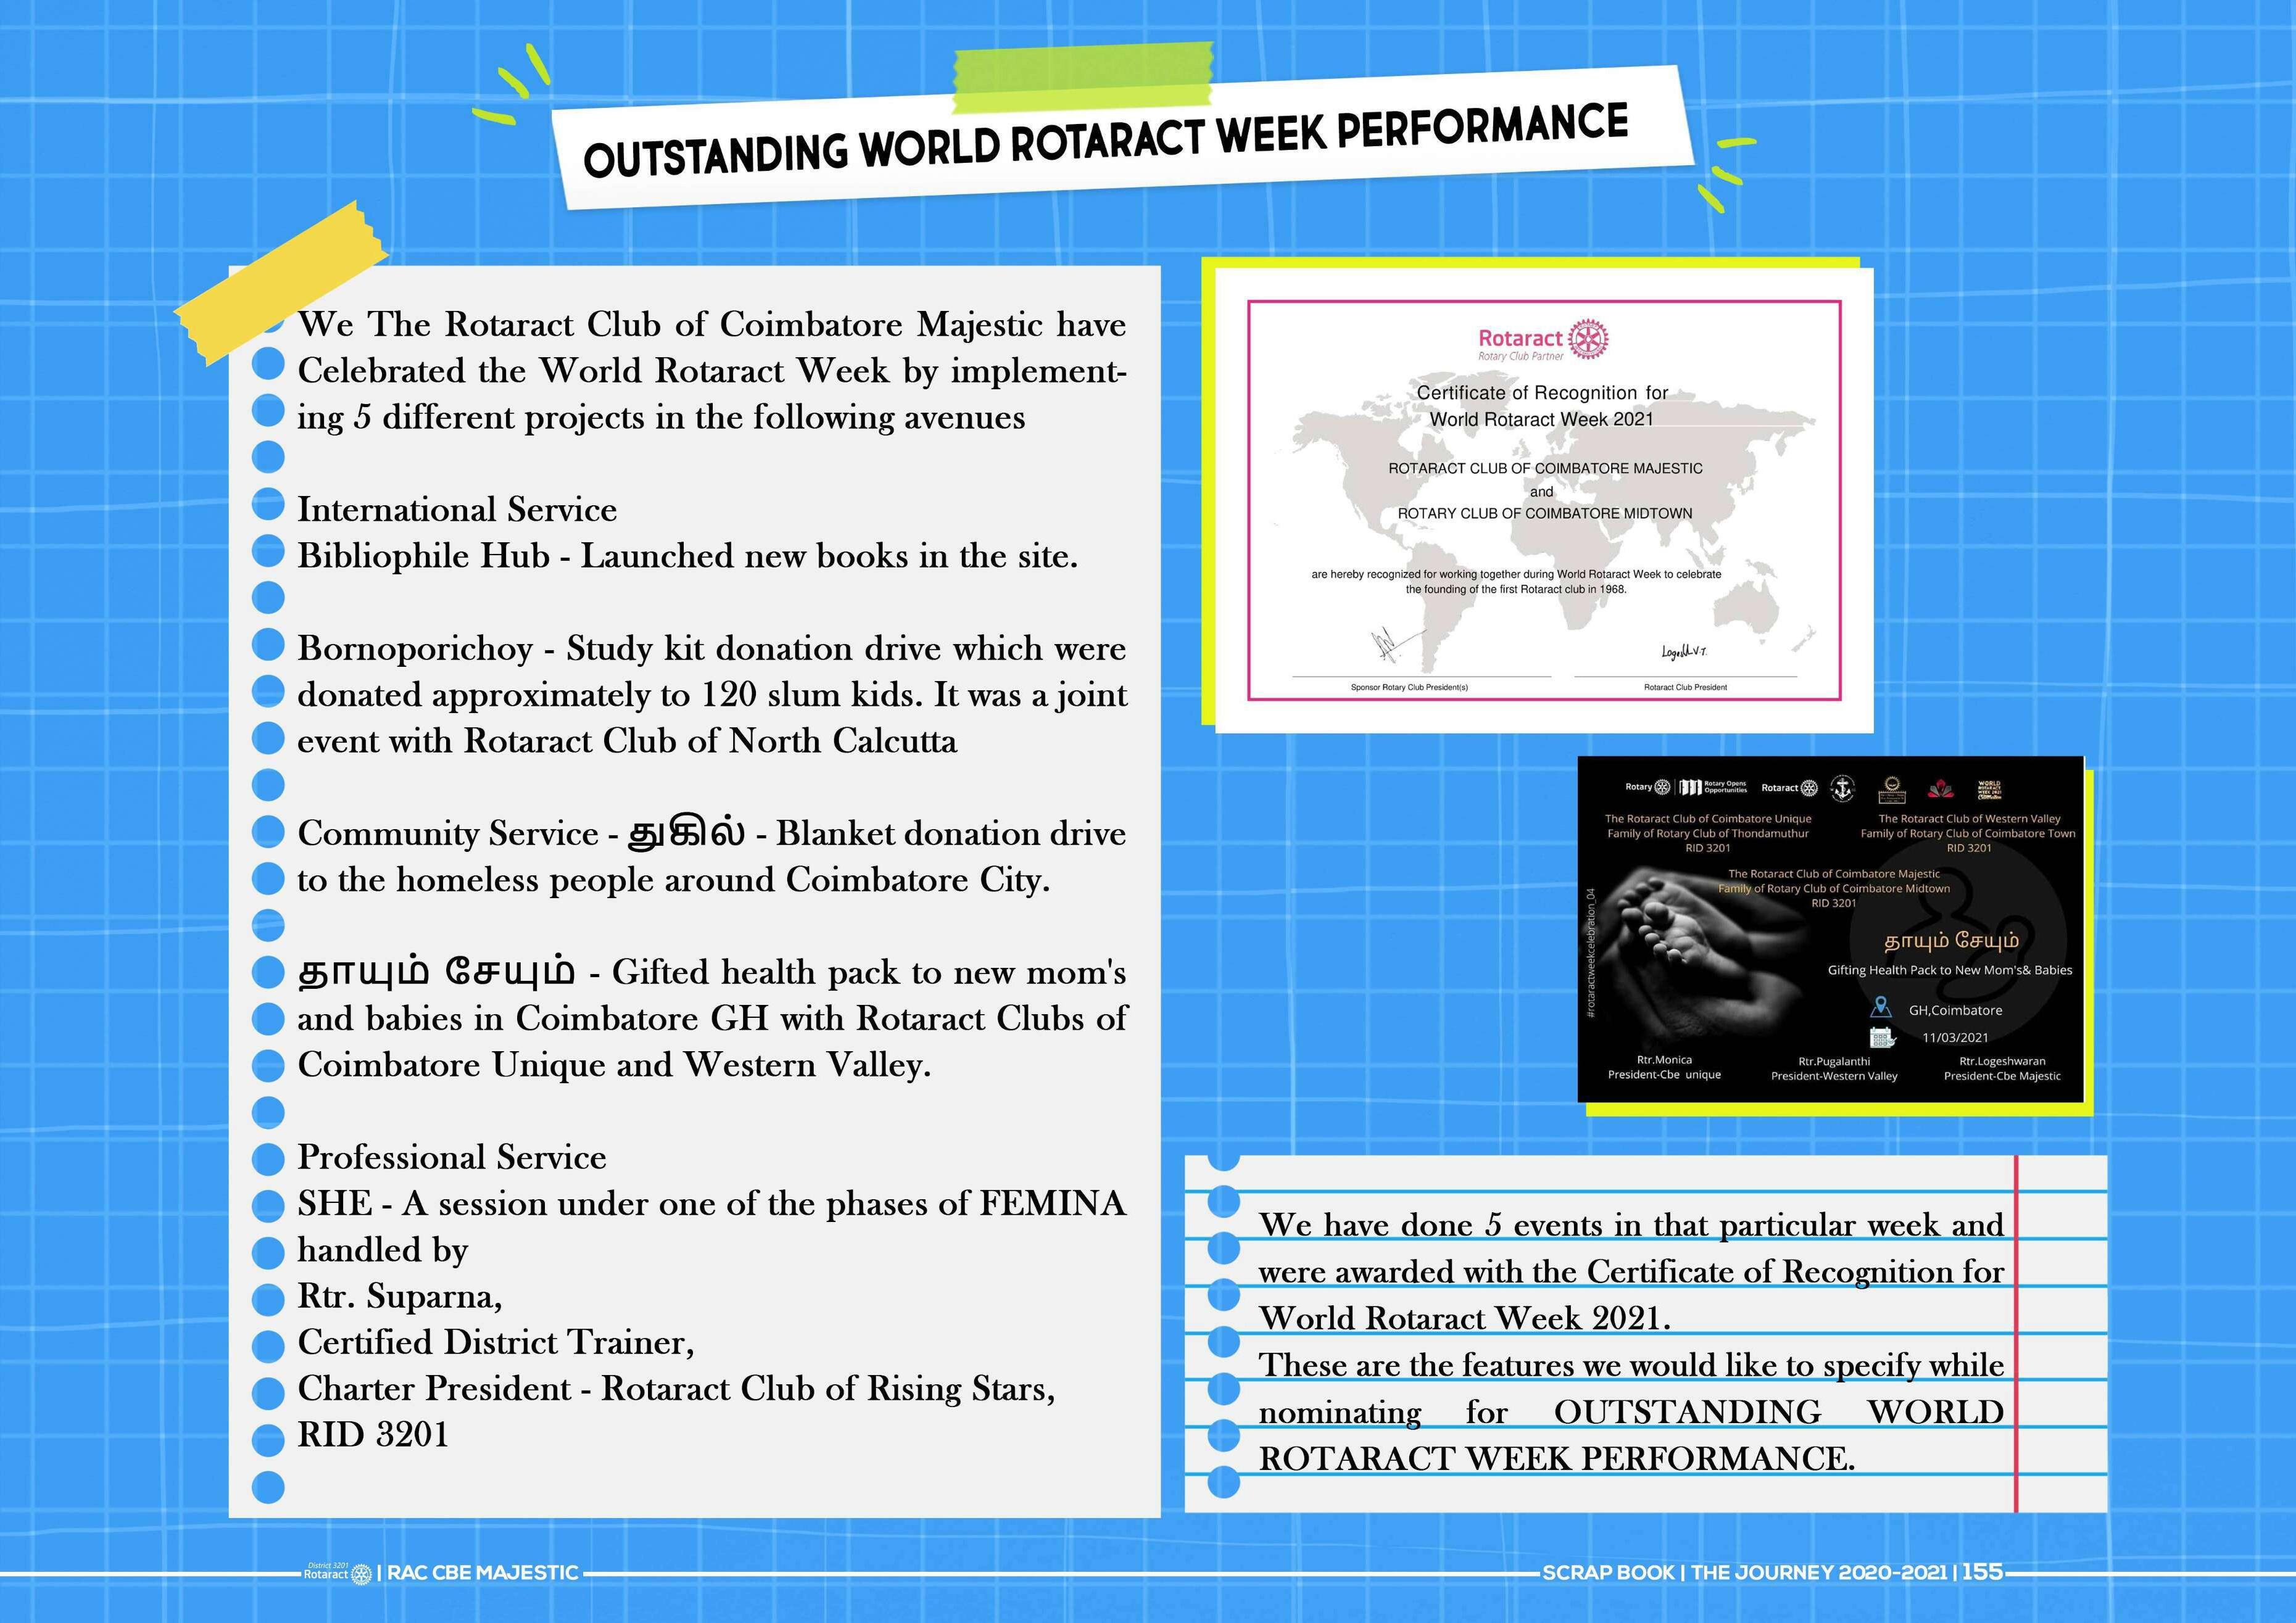 OUTSTANDING WORLD ROTARACT WEEK PERFORMANCE
We The Rotaract Club of Coimbatore Majestic have
Celebrated the World Rotaract Week by implement-
ing 5 different projects in the following avenues
International Service
Bibliophile Hub - Launched new books in the site.
Bornoporichoy - Study kit donation drive which were
donated approximately to 120 slum kids. It was a joint
event with Rotaract Club of North Calcutta
Community Service - துகில் - Blanket donation drive
to the homeless people around Coimbatore City.
தாயும் சேயும் - Gifted health pack to new mom's
and babies in Coimbatore GH with Rotaract Clubs of
Coimbatore Unique and Western Valley.
Professional Service
SHE - A session under one of the phases of FEMINA
handled by
Rtr. Suparna,
Certified District Trainer,
Charter President - Rotaract Club of Rising Stars,
RID 3201
Rotaract
Rotary Club Partner
Certificate of Recognition for
World Rotaract Week 2021
ROTARACT CLUB OF COIMBATORE MAJESTIC
and
ROTARY CLUB OF COIMBATORE MIDTOWN
are hereby recognized for working together during World Rotaract Week to celebrate
the founding of the first Rotaract club in 1968.
Logesh.V.T.
Sponsor Rotary Club President(s)
Rotaract Club President
Rotary
Rotary Opens
Opportunities
Rotaract
WORLD
ROTARACT
WEEK 2021
The Rotaract Club of Coimbatore Unique
Family of Rotary Club of Thondamuthur
RID 3201
The Rotaract Club of Western Valley
Family of Rotary Club of Coimbatore Town
RID 3201
The Rotaract Club of Coimbatore Majestic
Family of Rotary Club of Coimbatore Midtown
RID 3201
#rotaractweekcelebration_04
தாயும் சேயும்
Gifting Health Pack to New Mom's& Babies
GH,Coimbatore
11/03/2021
Rtr.Monica
President-Cbe unique
Rtr.Pugalanthi
President-Western Valley
Rtr.Logeshwaran
President-Cbe Majestic
We have done 5 events in that particular week and
were awarded with the Certificate of Recognition for
World Rotaract Week 2021.
These are the features we would like to specify while
nominating for OUTSTANDING WORLD
ROTARACT WEEK PERFORMANCE.
District 3201
Rotaract
| RAC CBE MAJESTIC
SCRAP BOOK | THE JOURNEY 2020-2021 | 155